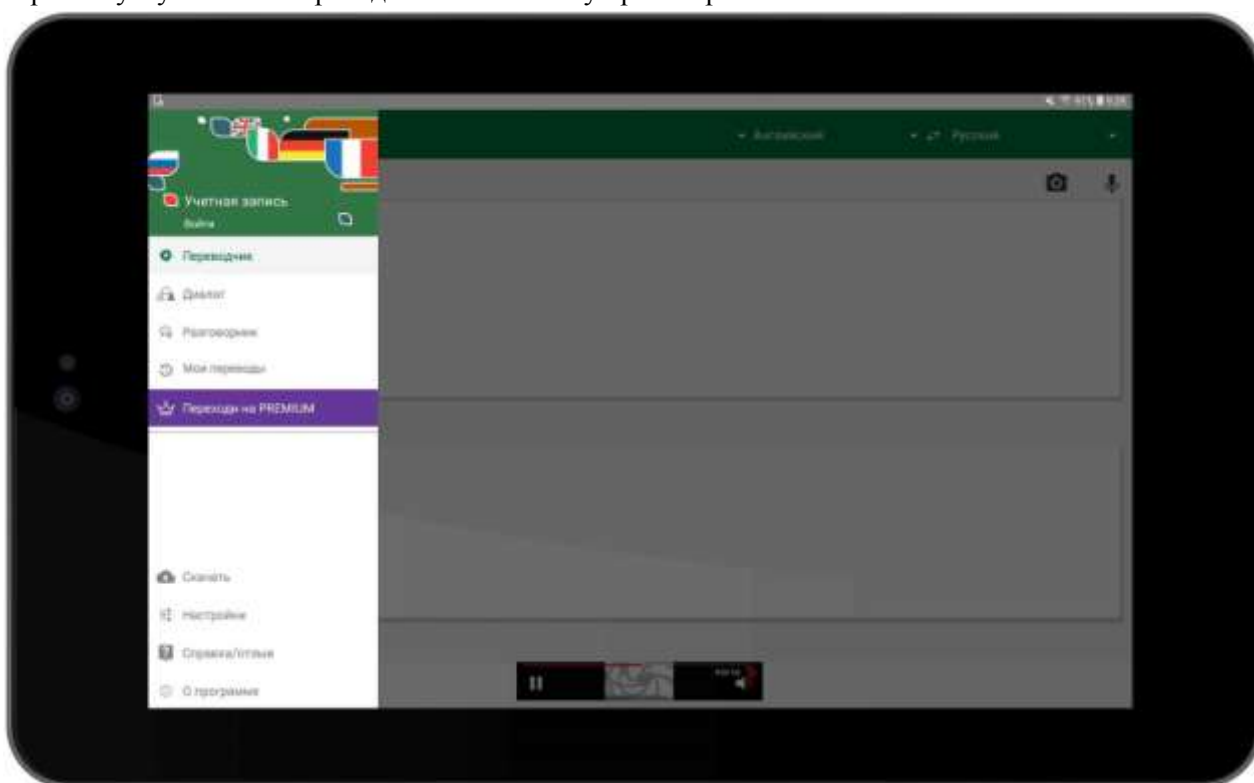 Английский
Русский
Учетная запись
Войти
Переводчик
Диалог
Разговорник
Мои переводы
Переходи на PREMIUM
Скачать
Настройки
Справка/отзыв
О программе